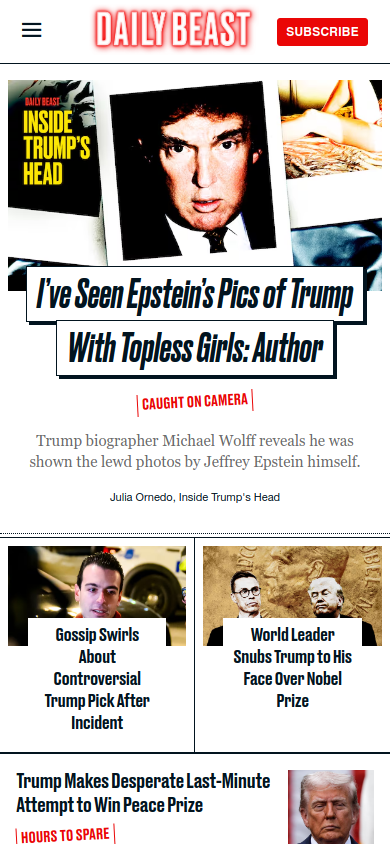 DAILY BEAST
SUBSCRIBE
DAILY BEAST
INSIDE
TRUMP'S
HEAD
I've Seen Epstein's Pics of Trump
With Topless Girls: Author
CAUGHT ON CAMERA
Trump biographer Michael Wolff reveals he was
shown the lewd photos by Jeffrey Epstein himself.
Julia Ornedo, Inside Trump's Head
Gossip Swirls
About
Controversial
Trump Pick After
Incident
World Leader
Snubs Trump to His
Face Over Nobel
Prize
Trump Makes Desperate Last-Minute
Attempt to Win Peace Prize
HOURS TO SPARE